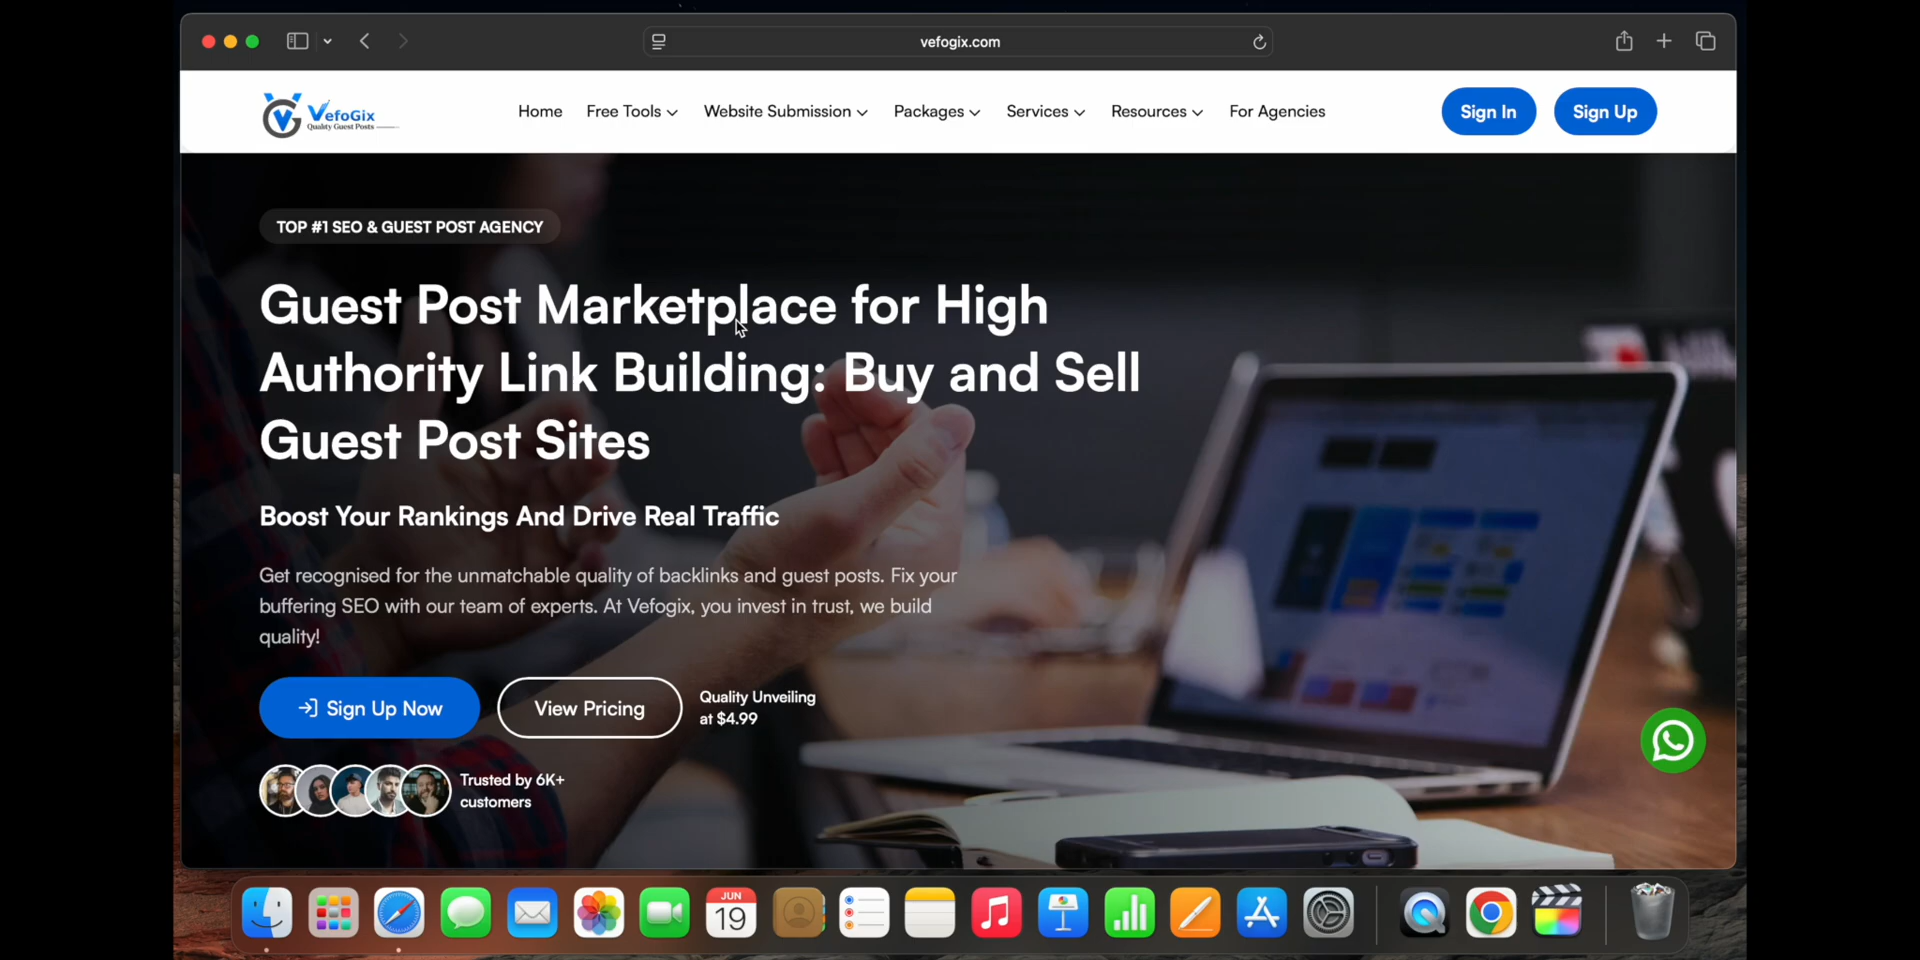 vefogix.com
VefoGix
Quality Guest Posts
Home
Free Tools
Website Submission
Packages
Services
Resources
For Agencies
Sign In
Sign Up
TOP #1 SEO & GUEST POST AGENCY
Guest Post Marketplace for High
Authority Link Building: Buy and Sell
Guest Post Sites
Boost Your Rankings And Drive Real Traffic
Get recognised for the unmatchable quality of backlinks and guest posts. Fix your
buffering SEO with our team of experts. At Vefogix, you invest in trust, we build
quality!
Sign Up Now
View Pricing
Quality Unveiling
at $4.99
Trusted by 6K+
customers
JUN
19